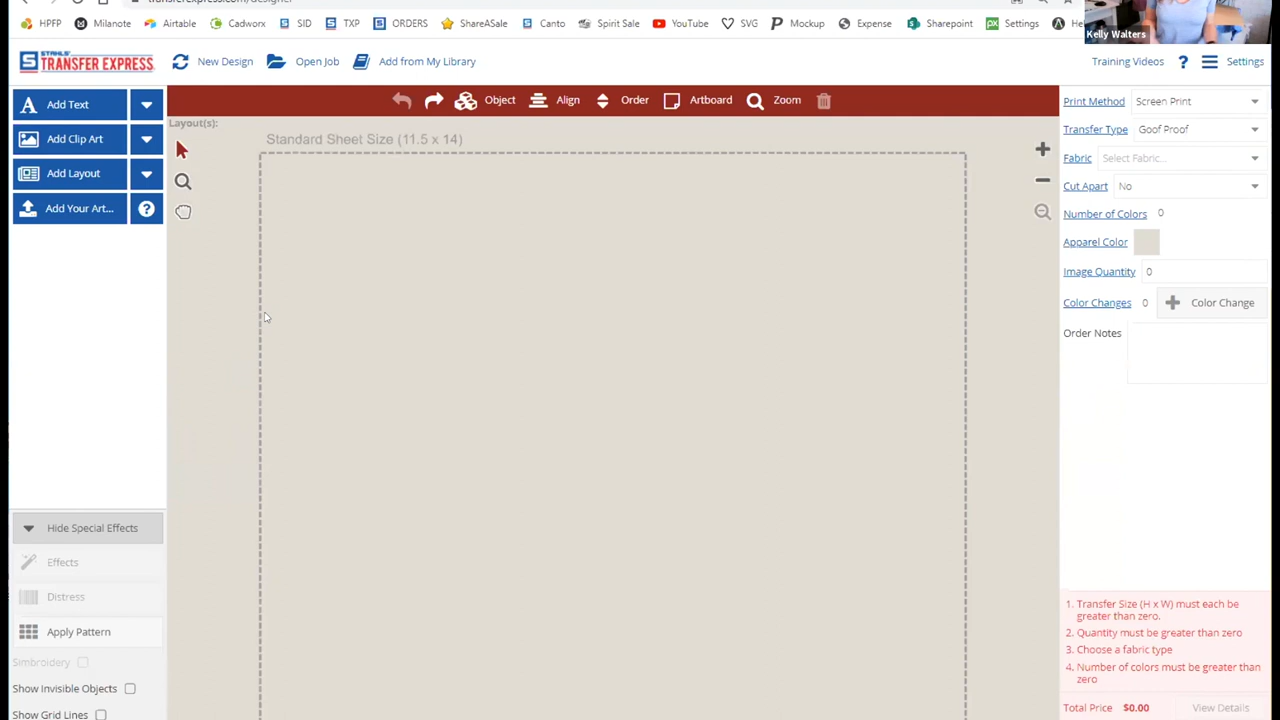 transferexpress.com/designer
HPFP Milanote Airtable Cadworx SID TXP ORDERS ShareASale Canto Spirit Sale YouTube SVG Mockup Expense Sharepoint Settings
Kelly Walters
STAHLS' TRANSFER EXPRESS New Design Open Job Add from My Library Training Videos ? Settings
Add Text Object Align Order Artboard Zoom Print Method Screen Print
Layout(s): Transfer Type Goof Proof
Add Clip Art Standard Sheet Size (11.5 x 14) Fabric Select Fabric...
Add Layout Cut Apart No
Add Your Art... ? Number of Colors 0
Apparel Color
Image Quantity 0
Color Changes 0 Color Change
Order Notes
Hide Special Effects
Effects
Distress
Apply Pattern
Simbroidery
Show Invisible Objects
Show Grid Lines
1. Transfer Size (H x W) must each be
greater than zero.
2. Quantity must be greater than zero
3. Choose a fabric type
4. Number of colors must be greater than
zero
Total Price $0.00 View Details